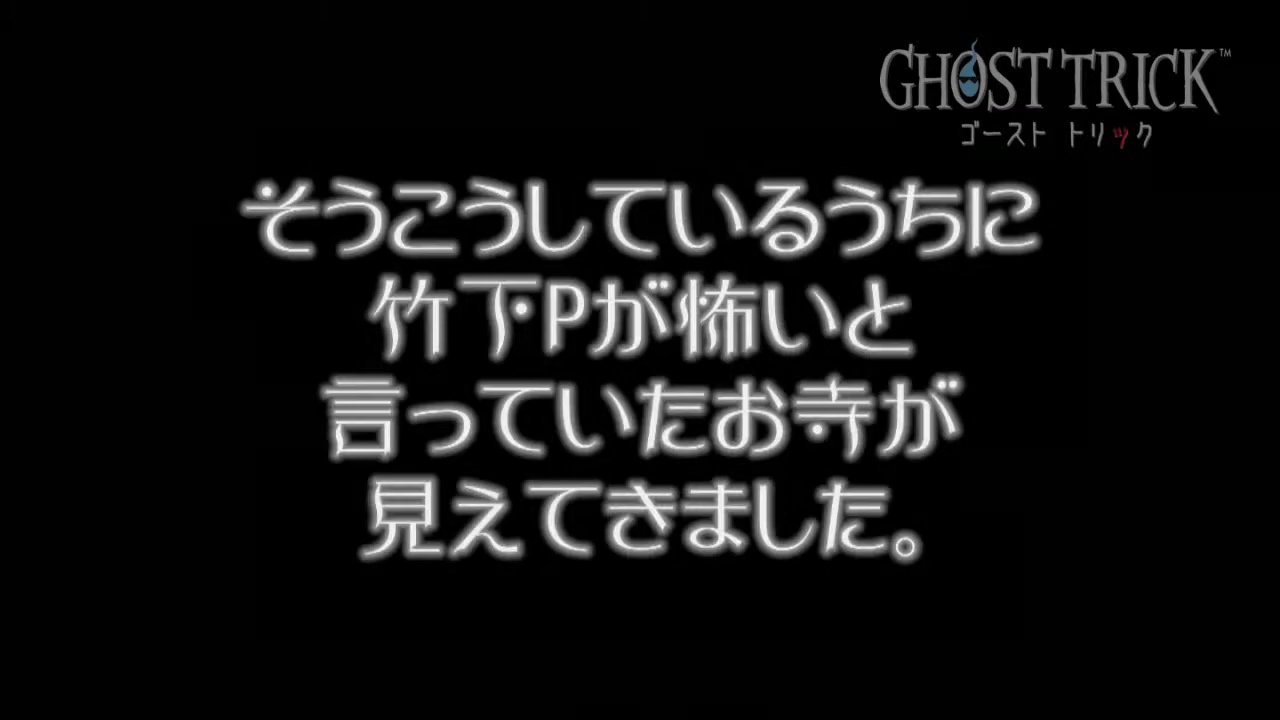 GHOST TRICK™
ゴースト トリック
そうこうしているうちに
竹下Pが怖いと
言っていたお寺が
見えてきました。